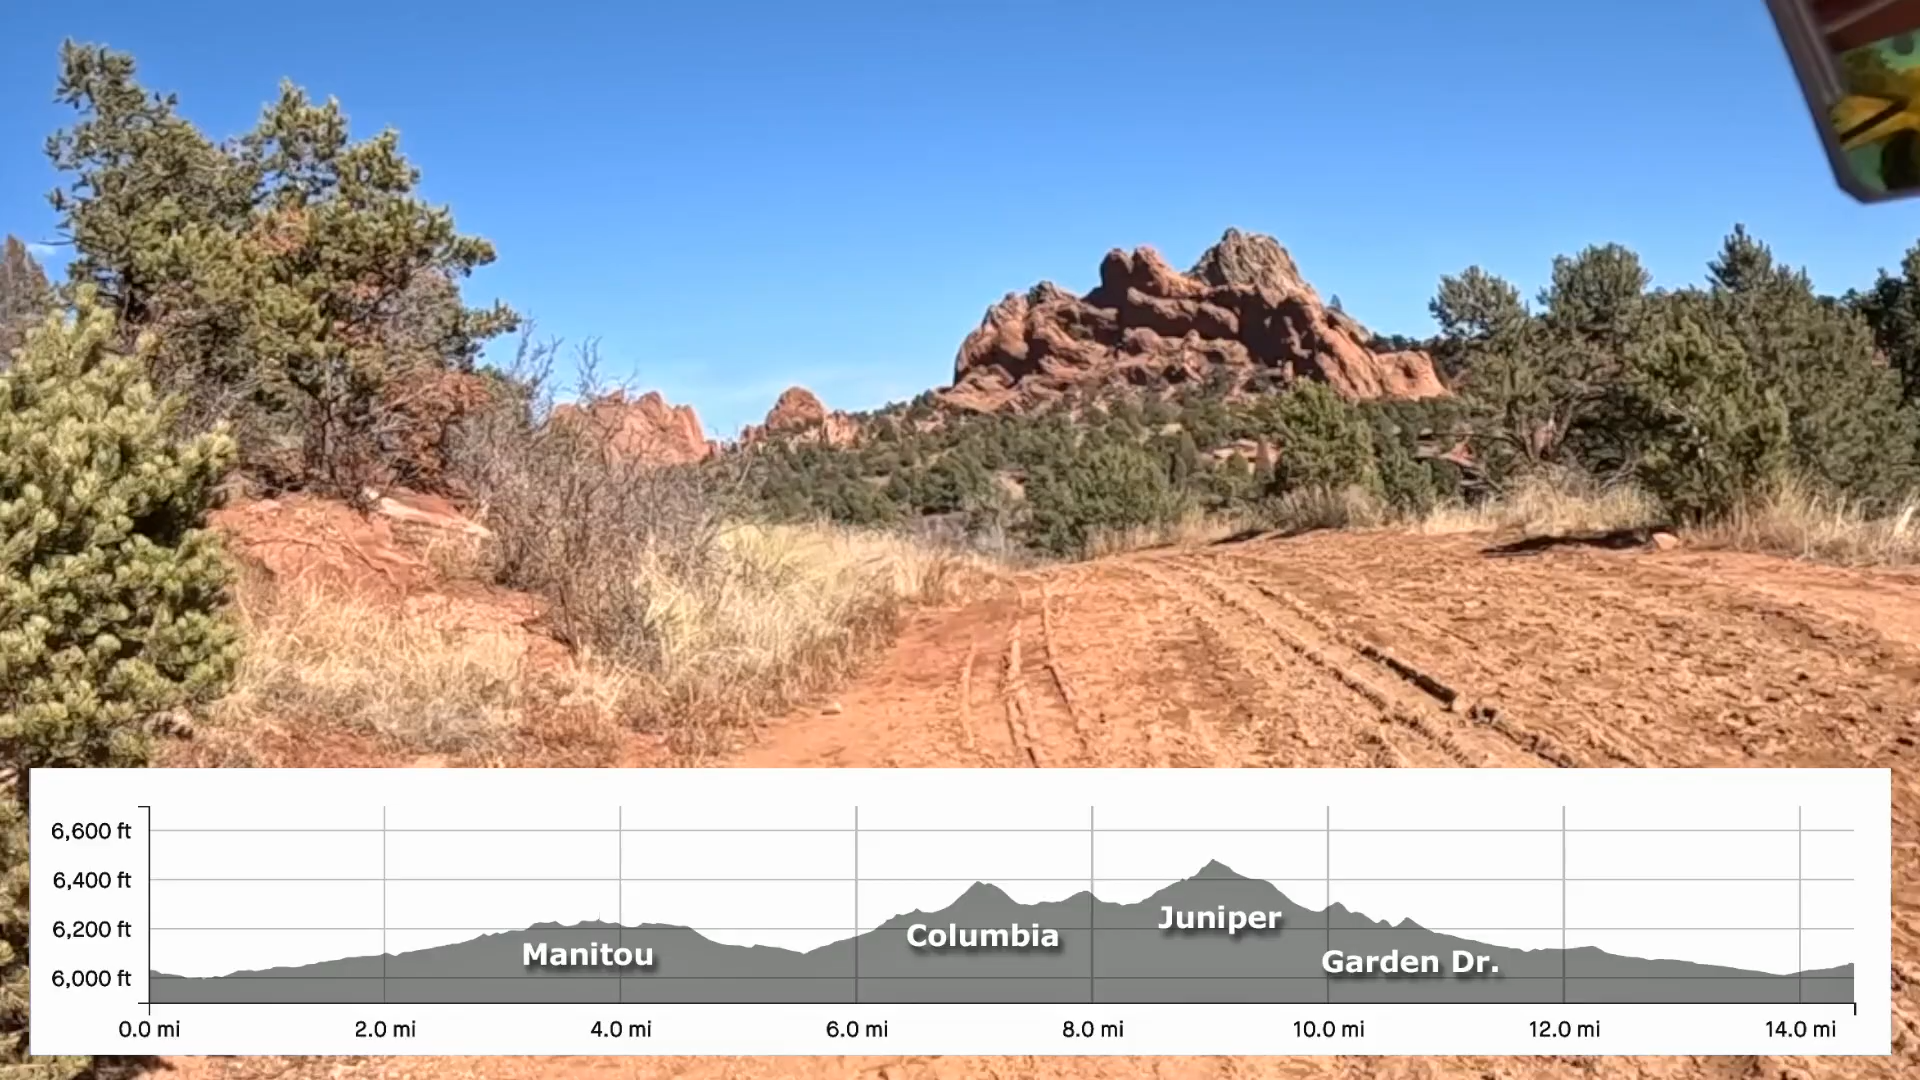 6,600 ft
6,400 ft
6,200 ft
6,000 ft
Manitou
Columbia
Juniper
Garden Dr.
0.0 mi 2.0 mi 4.0 mi 6.0 mi 8.0 mi 10.0 mi 12.0 mi 14.0 mi